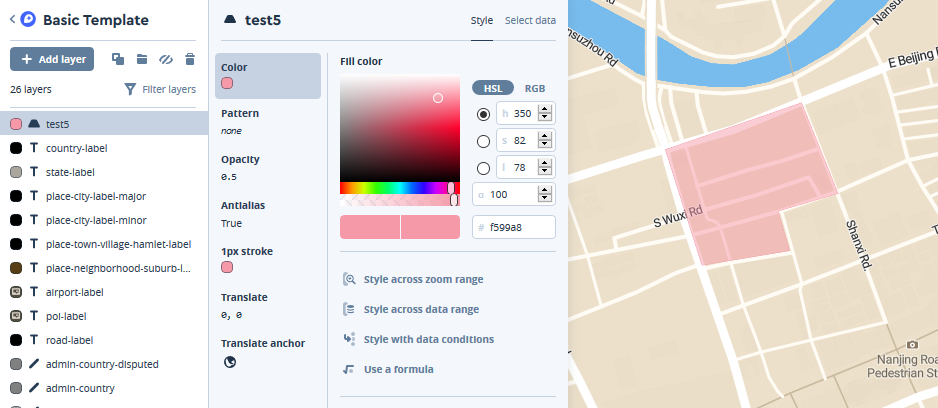 Basic Template
Add layer
26 layers
Filter layers
test5
country-label
state-label
place-city-label-major
place-city-label-minor
place-town-village-hamlet-label
place-neighborhood-suburb-l...
airport-label
poi-label
road-label
admin-country-disputed
admin-country
test5
Style
Select data
Color
Pattern
none
Opacity
0.5
Antialias
True
1px stroke
Translate
0, 0
Translate anchor
Fill color
HSL
RGB
h 350
s 82
l 78
α 100
# f599a8
Style across zoom range
Style across data range
Style with data conditions
Use a formula
nsuzhou Rd
Nansu
E Beijing
S Wuxi Rd
Shanxi Rd.
Nanjing Roa
Pedestrian St